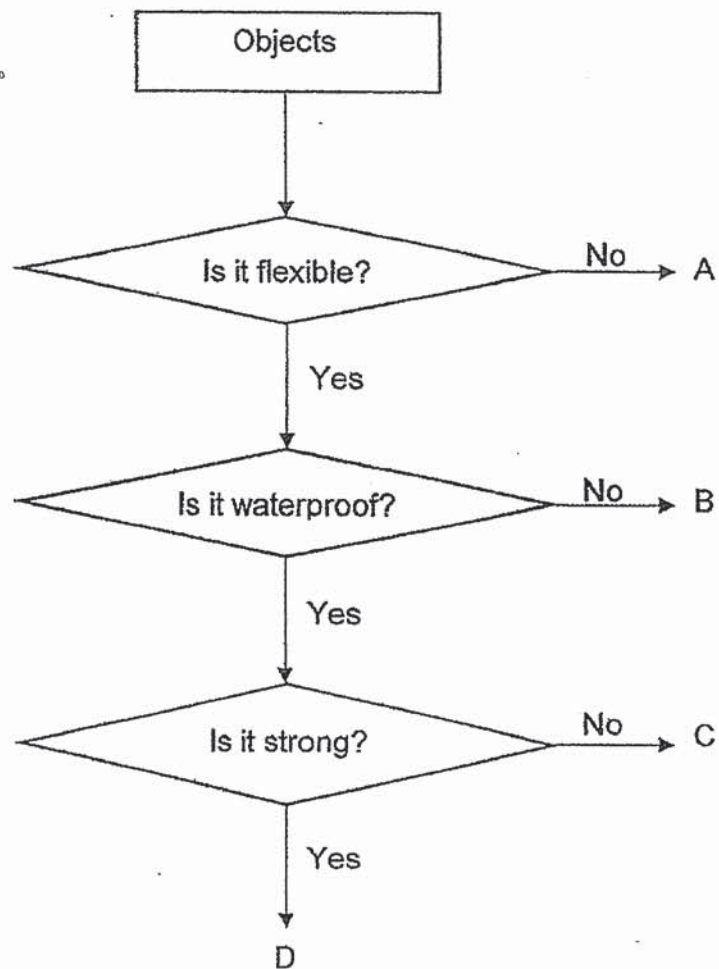 Objects
Is it flexible?
No
A
Yes
Is it waterproof?
No
B
Yes
Is it strong?
No
C
Yes
D